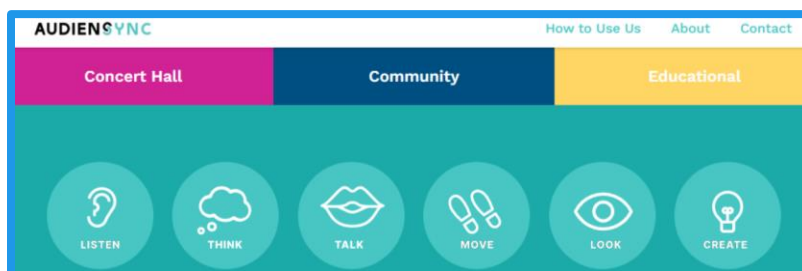 AUDIENSYNC How to Use Us About Contact
Concert Hall Community Educational
LISTEN THINK TALK MOVE LOOK CREATE